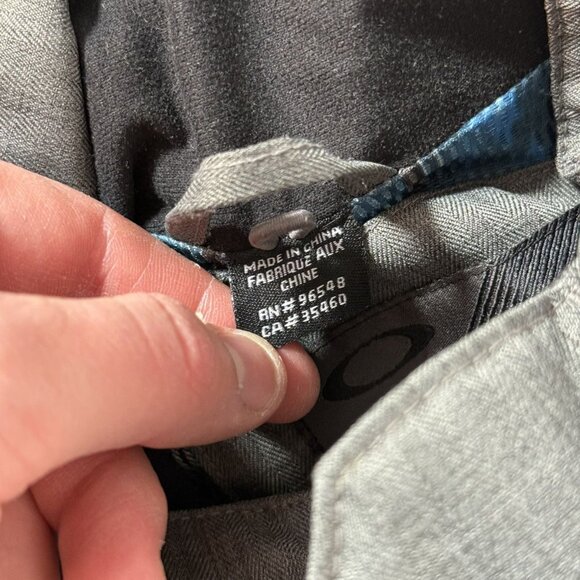 MADE IN CHINA
FABRIQUE AUX
CHINE
RN# 96548
CA# 35460